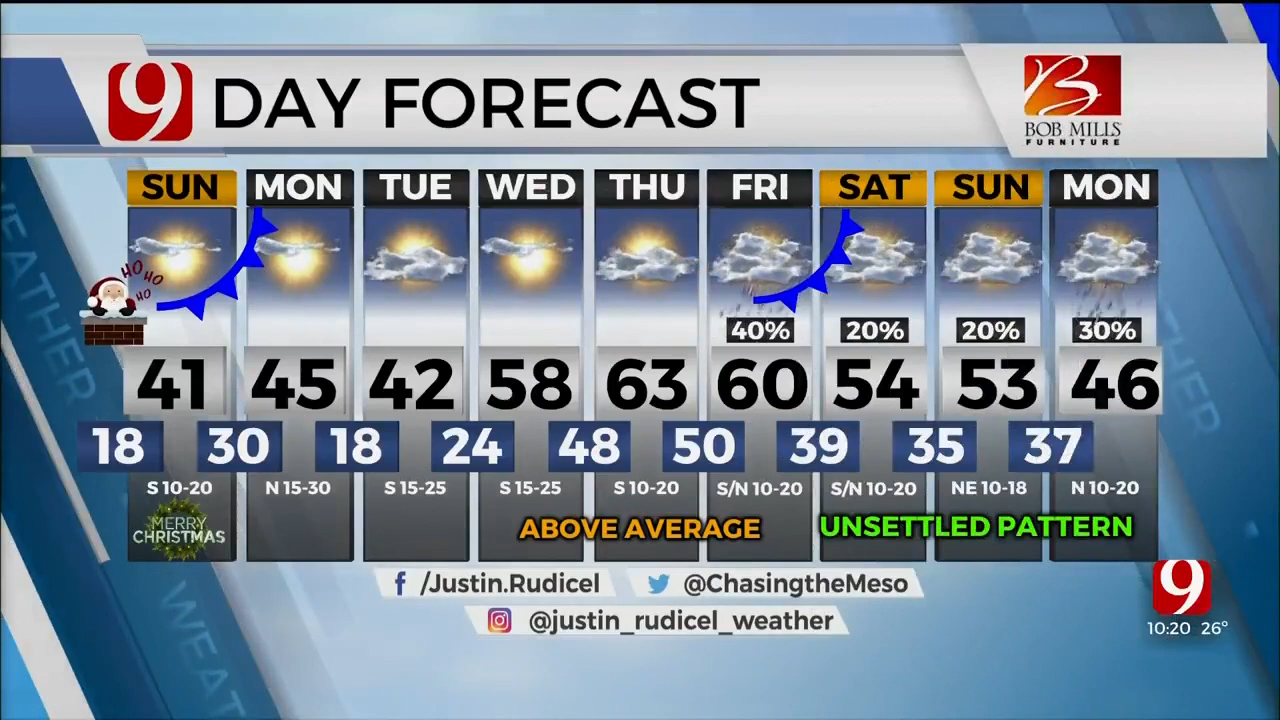 9 DAY FORECAST
B
BOB MILLS
FURNITURE
SUN MON TUE WED THU FRI SAT SUN MON
HO HO HO
40% 20% 20% 30%
41 45 42 58 63 60 54 53 46
18 30 18 24 48 50 39 35 37
S 10-20 N 15-30 S 15-25 S 15-25 S 10-20 S/N 10-20 S/N 10-20 NE 10-18 N 10-20
MERRY
CHRISTMAS
ABOVE AVERAGE UNSETTLED PATTERN
f /Justin.Rudicel @ChasingtheMeso
@justin_rudicel_weather
9
10:20 26°
WEATHER
WEATHER
WEAT